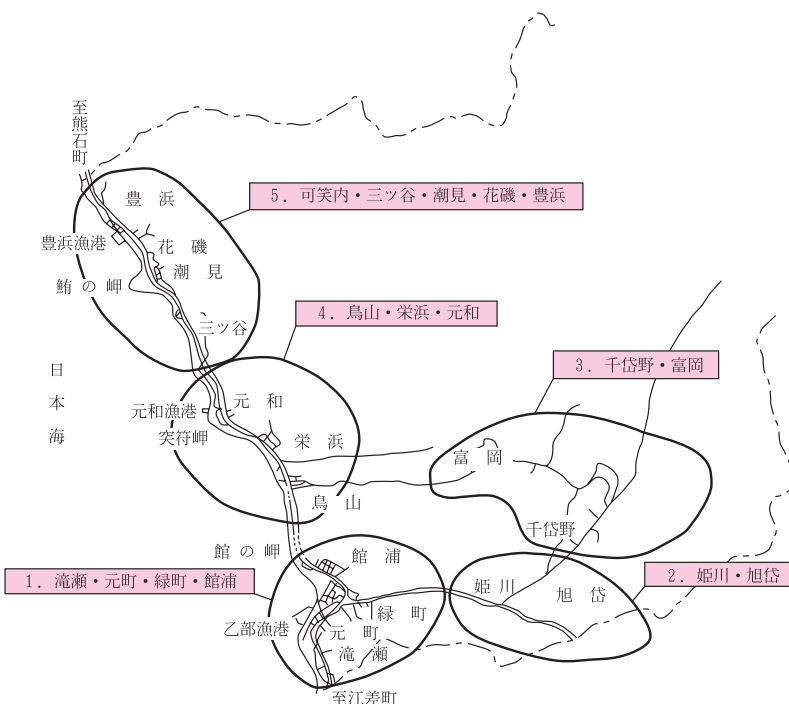 至熊石町
豊浜
5．可笑内・三ツ谷・潮見・花磯・豊浜
豊浜漁港
花磯
潮見
鮪の岬
4．鳥山・栄浜・元和
三ツ谷
3．千岱野・富岡
日本海
元和
元和漁港
突符岬
栄浜
富岡
鳥山
千岱野
館の岬
館浦
1．滝瀬・元町・緑町・館浦
姫川
旭岱
2．姫川・旭岱
緑町
乙部漁港
元町
滝瀬
至江差町